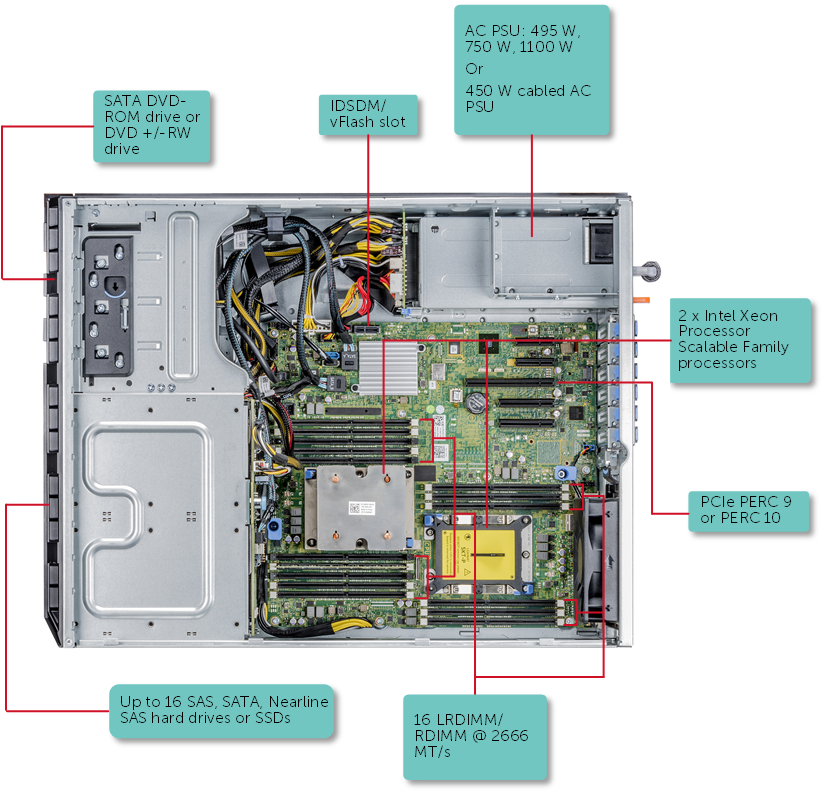 AC PSU: 495 W,
750 W, 1100 W
Or
450 W cabled AC
PSU
SATA DVD-
ROM drive or
DVD +/-RW
drive
IDSDM/
vFlash slot
2 x Intel Xeon
Processor
Scalable Family
processors
PCIe PERC 9
or PERC 10
Up to 16 SAS, SATA, Nearline
SAS hard drives or SSDs
16 LRDIMM/
RDIMM @ 2666
MT/s